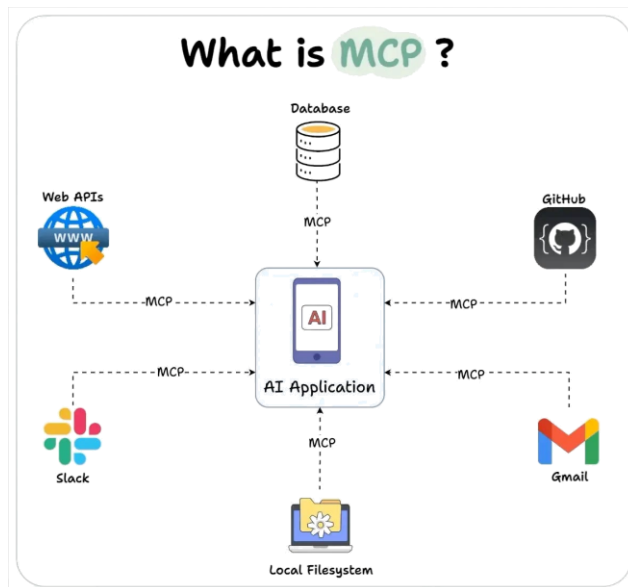 What is MCP ?
Database
MCP
Web APIs
WWW
GitHub
MCP
MCP
AI
AI Application
MCP
MCP
Slack
MCP
Gmail
Local Filesystem